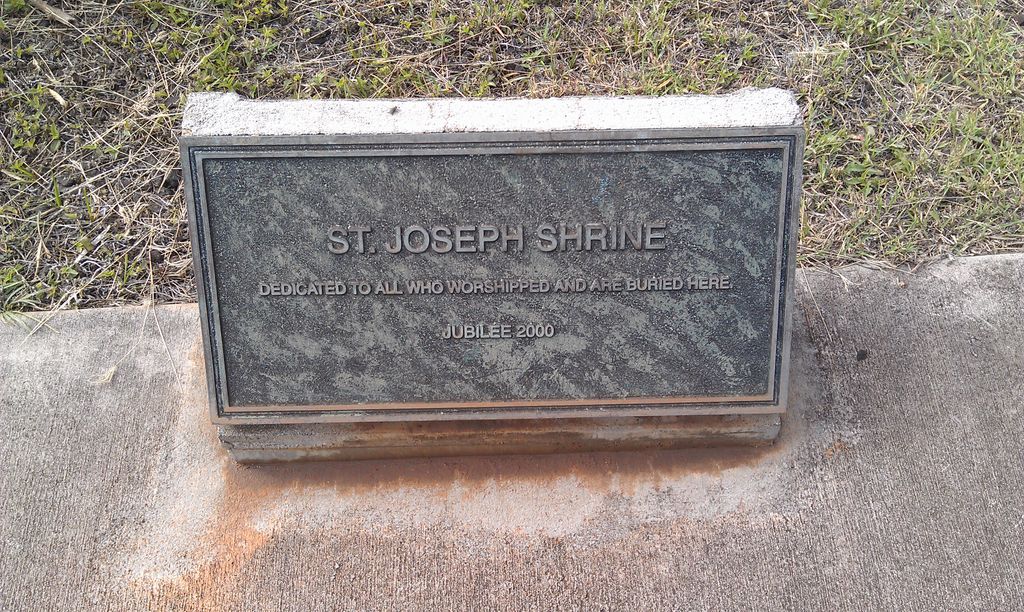 ST. JOSEPH SHRINE
DEDICATED TO ALL WHO WORSHIPPED AND ARE BURIED HERE.
JUBILEE 2000